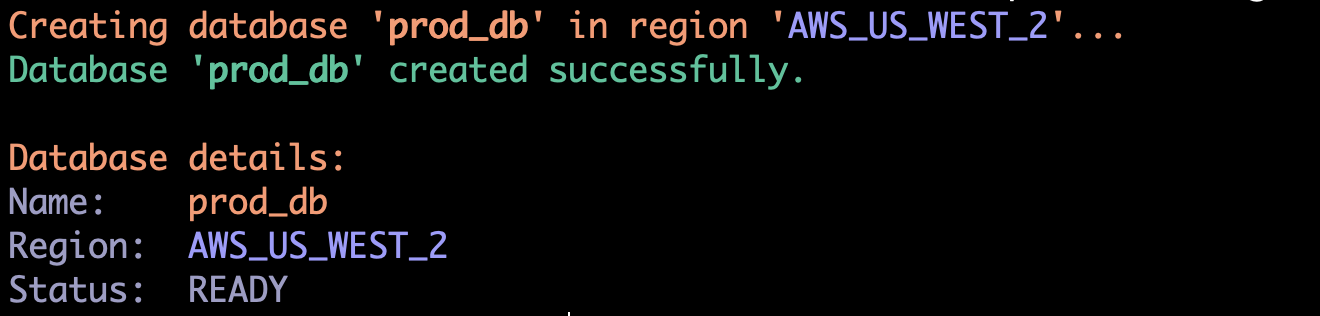 Creating database 'prod_db' in region 'AWS_US_WEST_2'...
Database 'prod_db' created successfully.

Database details:
Name:    prod_db
Region:  AWS_US_WEST_2
Status:  READY